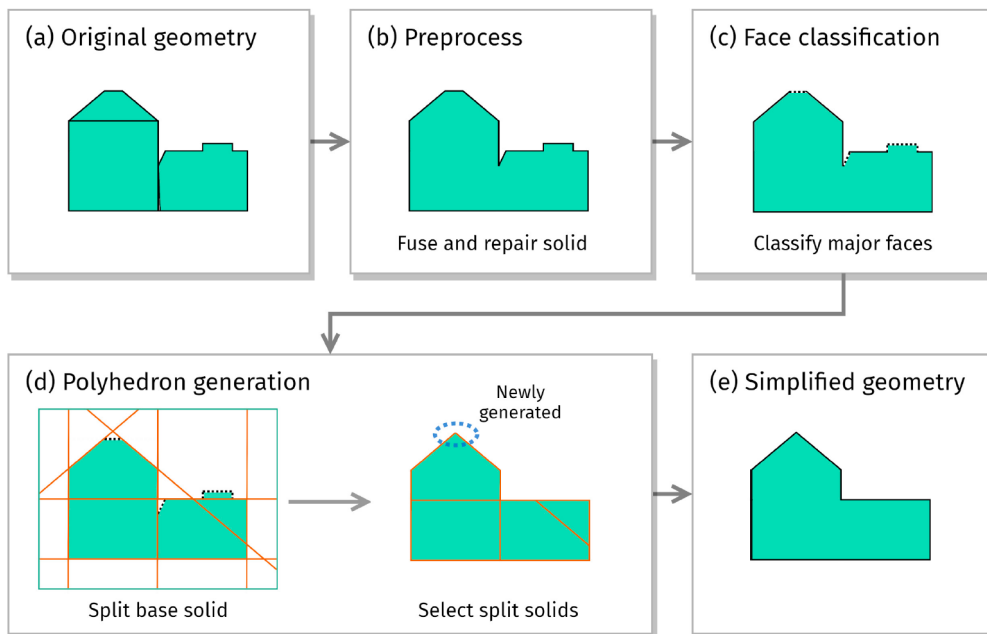 (a) Original geometry
(b) Preprocess
Fuse and repair solid
(c) Face classification
Classify major faces
(d) Polyhedron generation
Split base solid
Newly
generated
Select split solids
(e) Simplified geometry